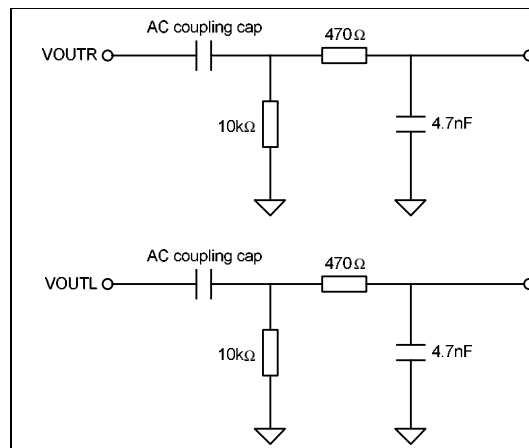 AC coupling cap
470Ω
VOUTR
10kΩ
4.7nF
AC coupling cap
470Ω
VOUTL
10kΩ
4.7nF